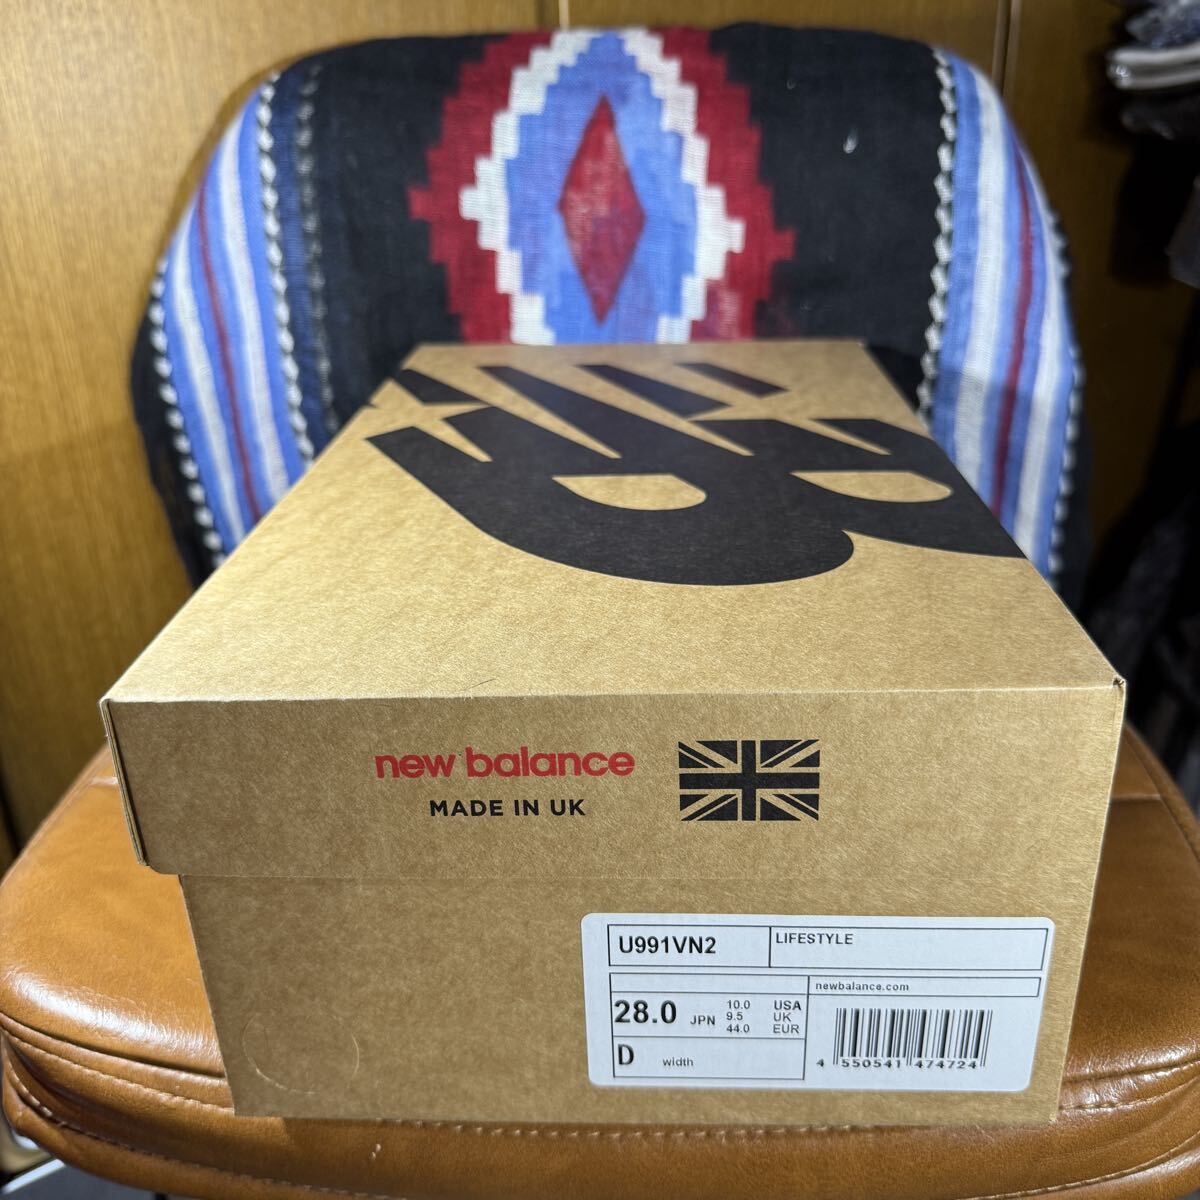 new balance
MADE IN UK
U991VN2
LIFESTYLE
newbalance.com
28.0 JPN
10.0 USA
9.5 UK
44.0 EUR
D width
4 550541 474724